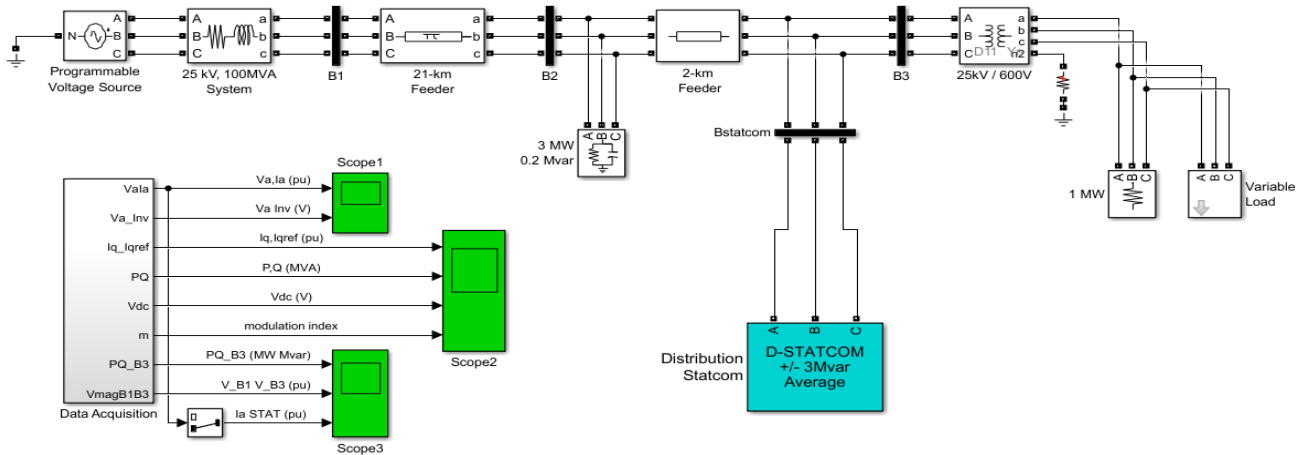 N
A
B
C
Programmable
Voltage Source
A
B
C
a
b
c
25 kV, 100MVA
System
B1
A
B
C
a
b
c
21-km
Feeder
B2
A
B
C
3 MW
0.2 Mvar
2-km
Feeder
Bstatcom
B3
A
B
C
a
b
c
n2
D11
25kV / 600V
A
B
C
1 MW
A
B
C
Variable
Load
Distribution
Statcom
A
B
C
D-STATCOM
+/- 3Mvar
Average
VaIa
Va_Inv
Iq_Iqref
PQ
Vdc
m
PQ_B3
VmagB1B3
Data Acquisition
Va,Ia (pu)
Va Inv (V)
Iq,Iqref (pu)
P,Q (MVA)
Vdc (V)
modulation index
PQ_B3 (MW Mvar)
V_B1 V_B3 (pu)
Ia STAT (pu)
Scope1
Scope2
Scope3